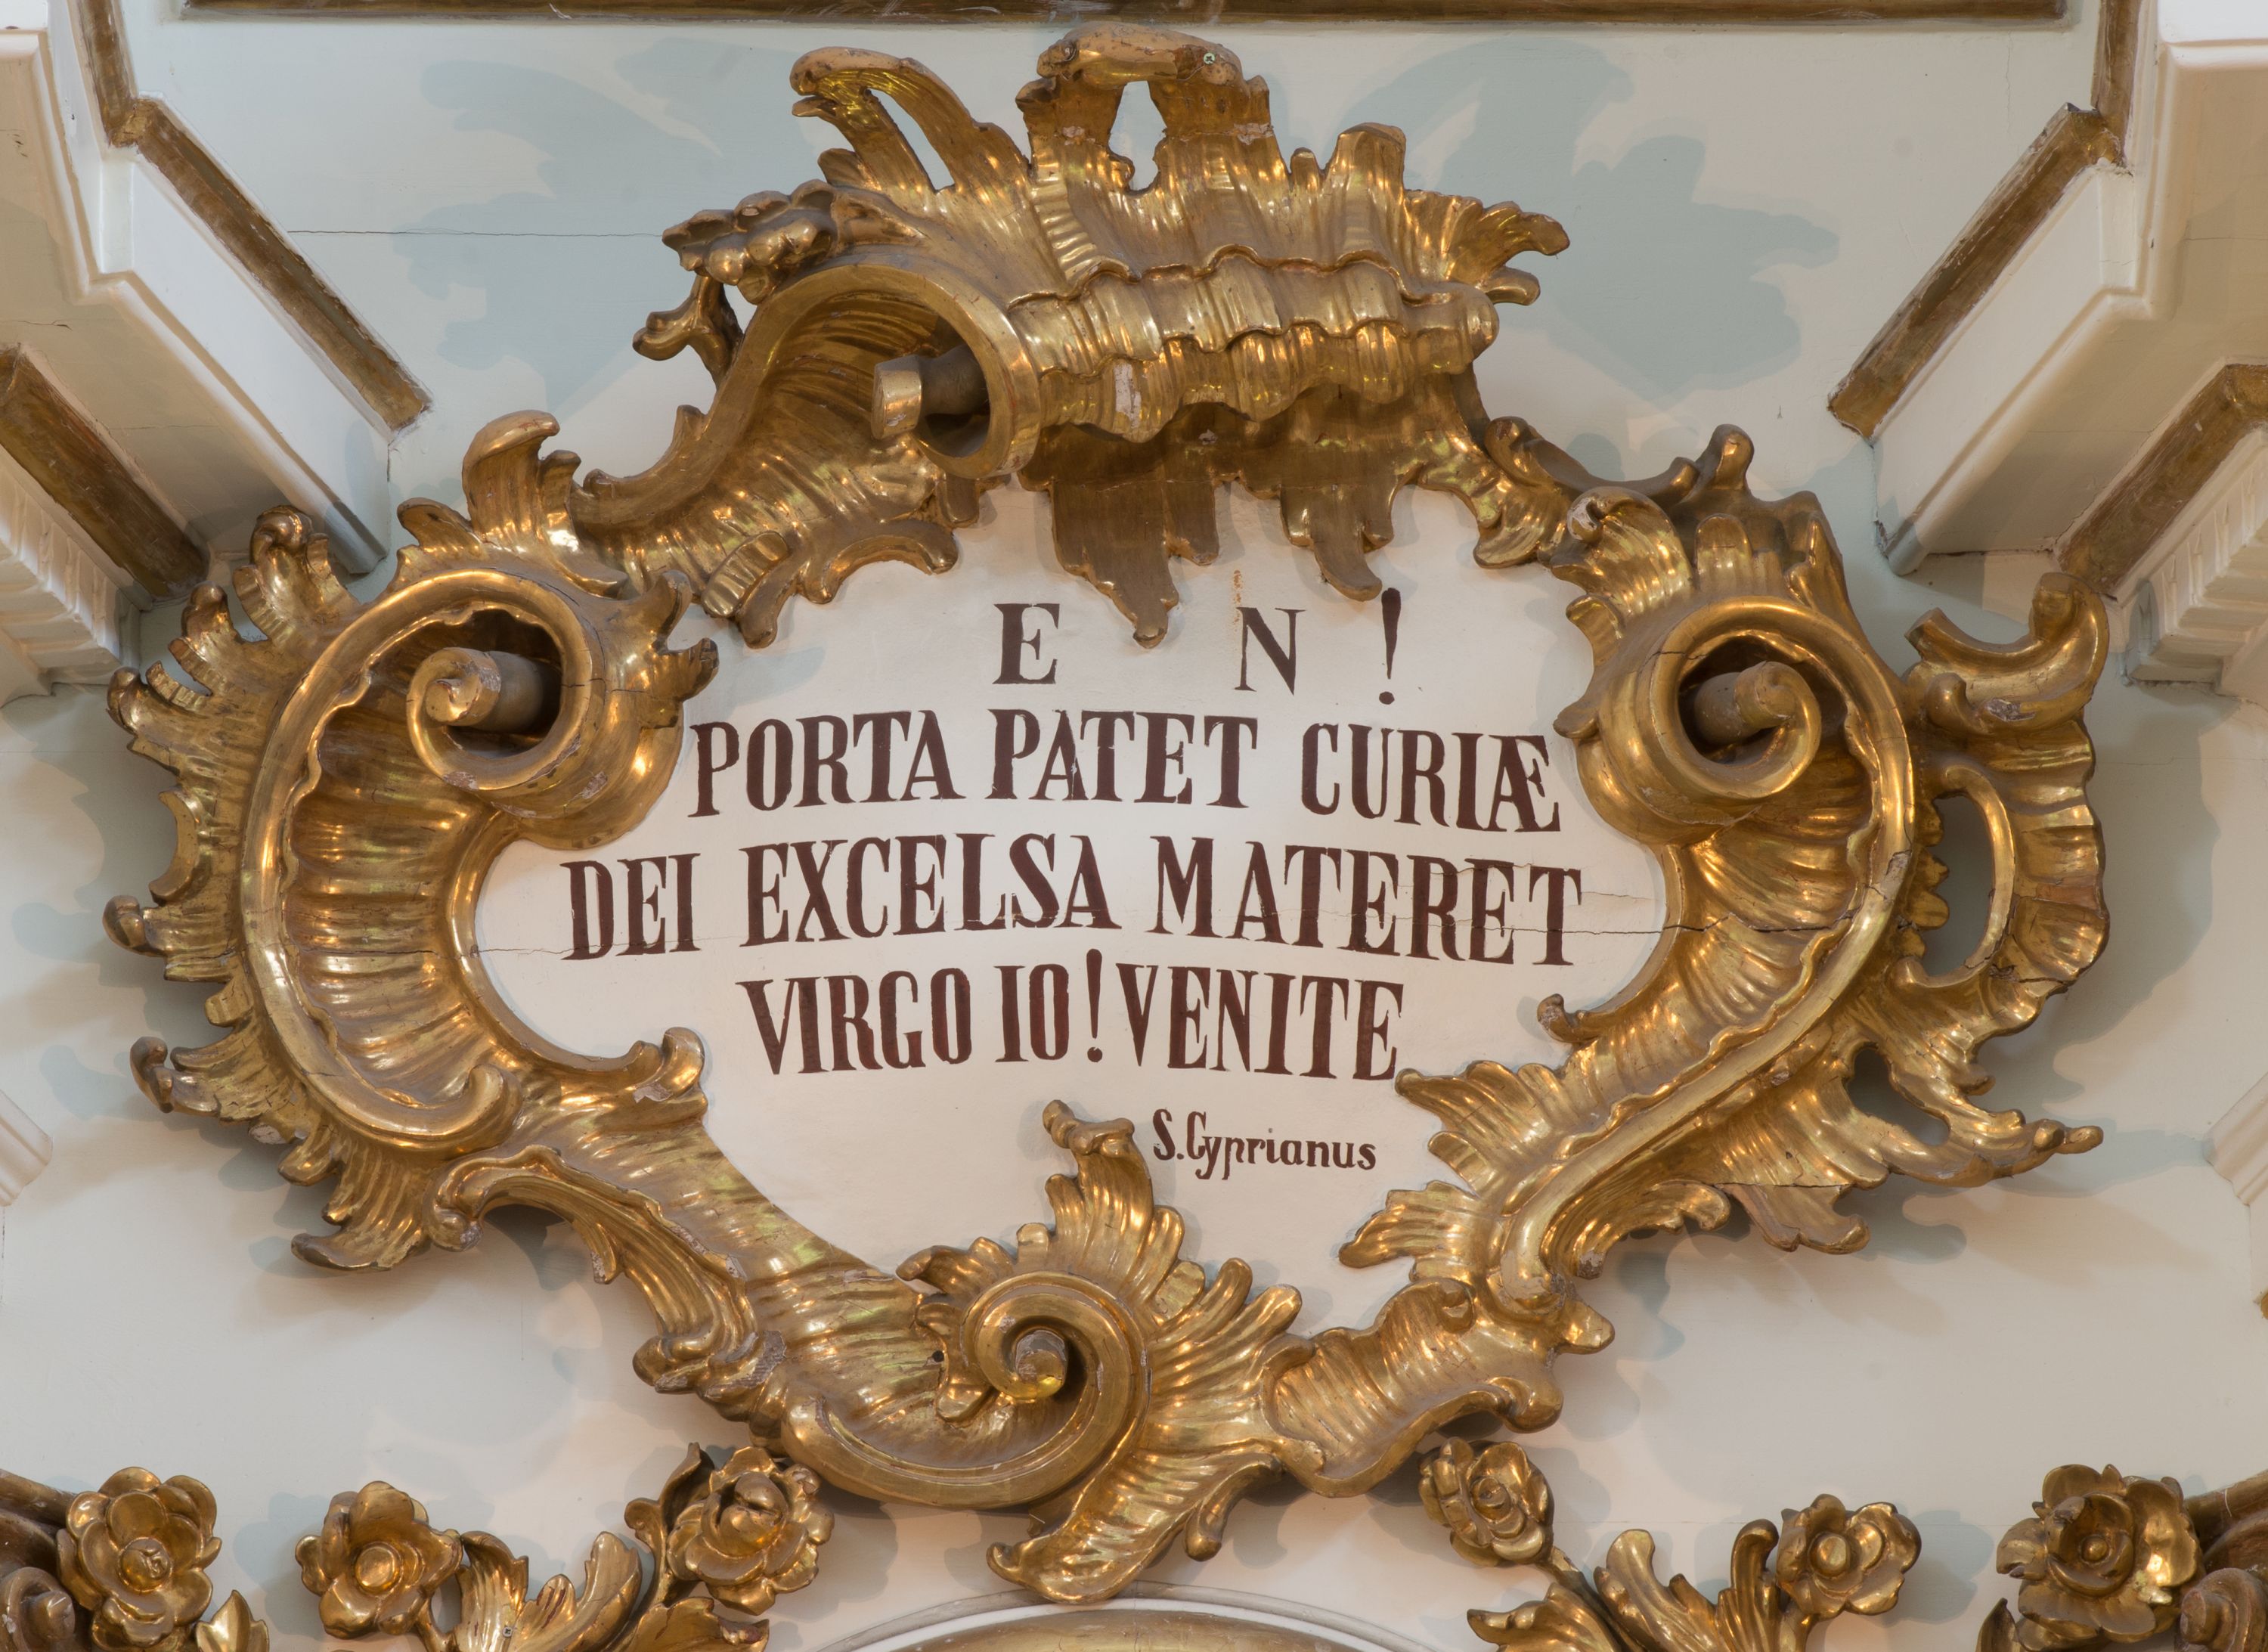 E N!
PORTA PATET CURIÆ
DEI EXCELSA MATERET
VIRGO IO! VENITE
S. Cyprianus